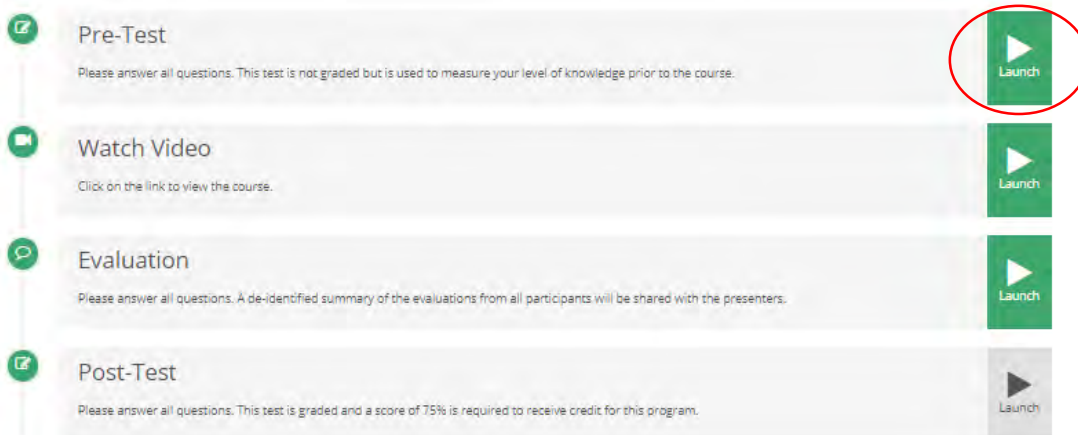 Pre-Test
Please answer all questions. This test is not graded but is used to measure your level of knowledge prior to the course.
Launch
Watch Video
Click on the link to view the course.
Launch
Evaluation
Please answer all questions. A de-identified summary of the evaluations from all participants will be shared with the presenters.
Launch
Post-Test
Please answer all questions. This test is graded and a score of 75% is required to receive credit for this program.
Launch